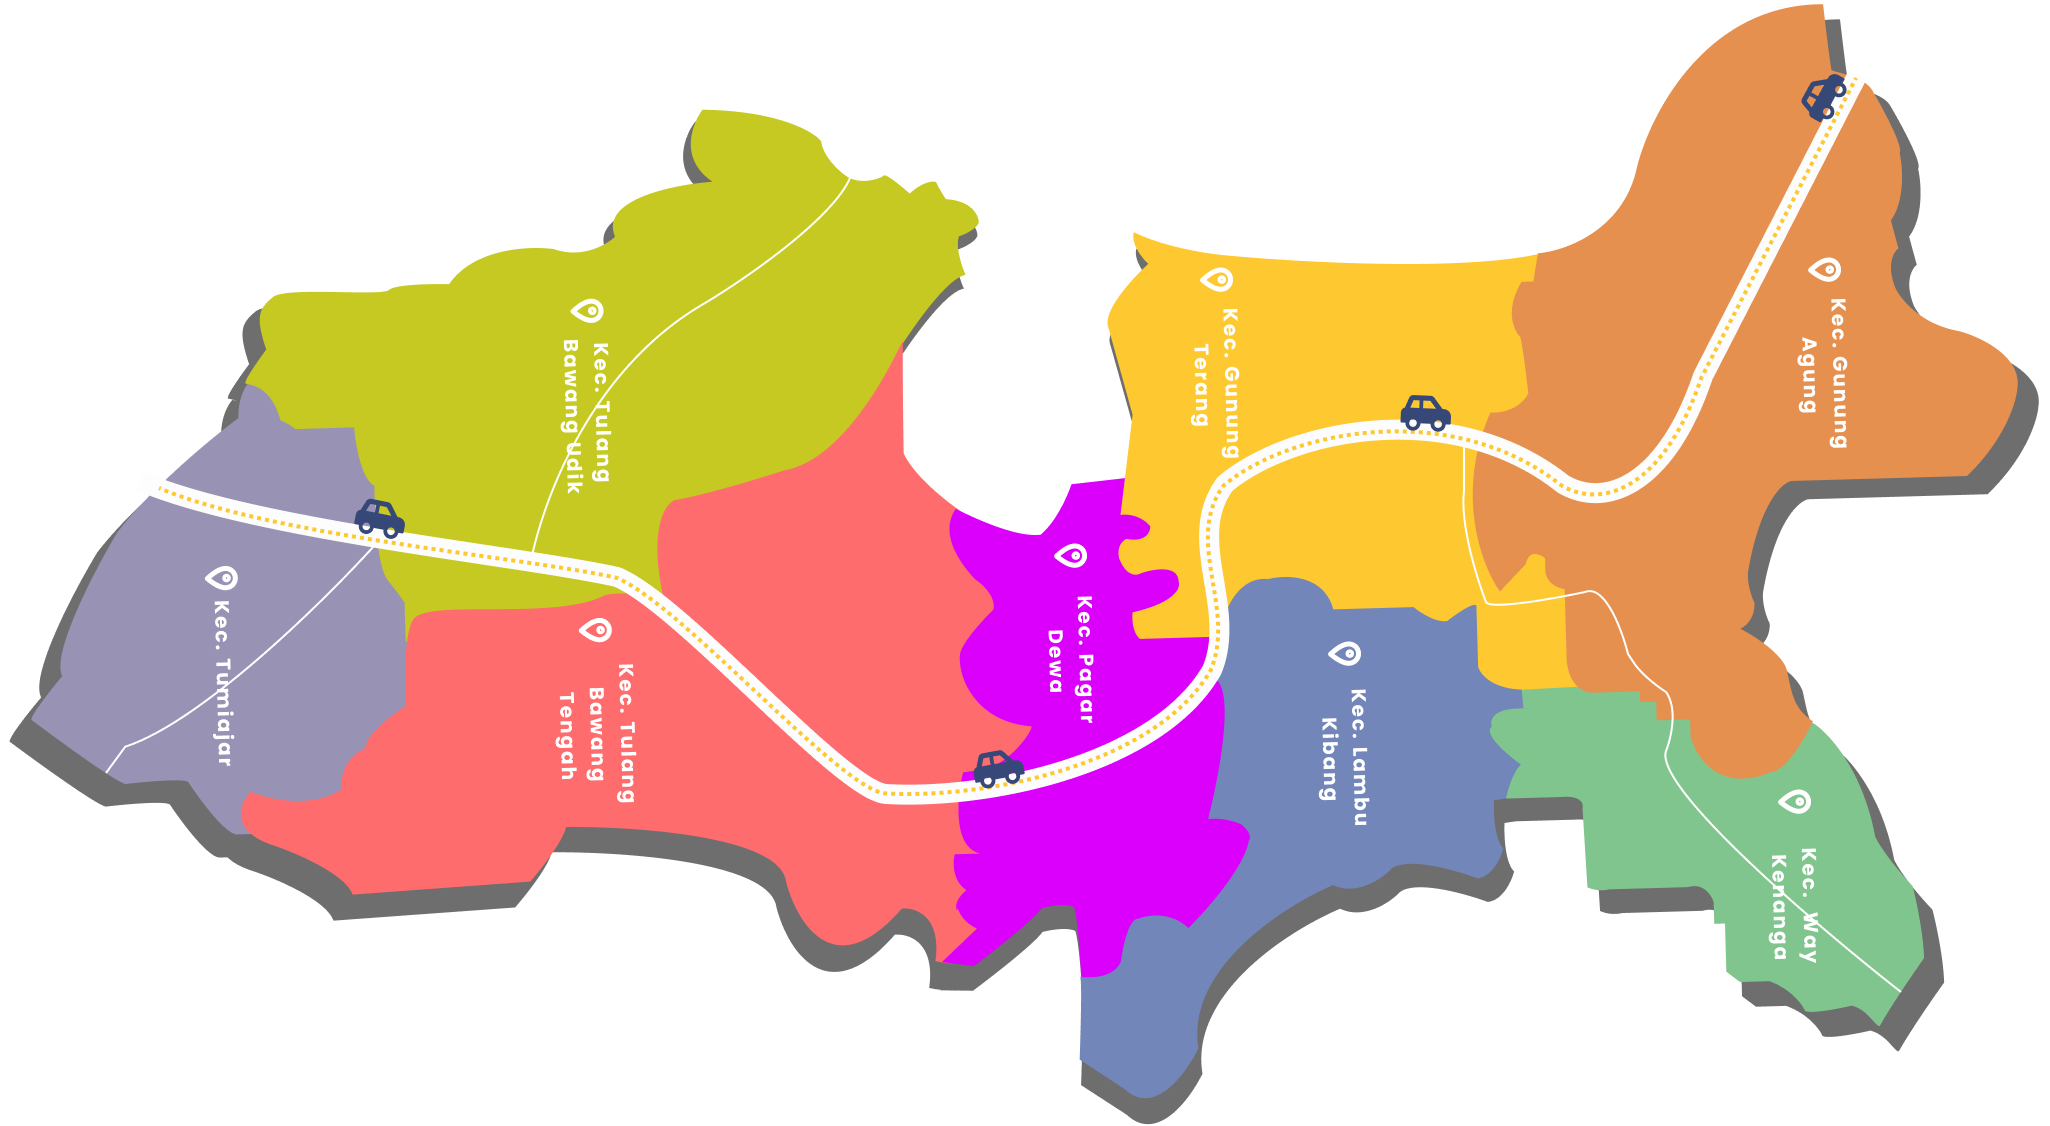 Kec. Tulang
Bawang Udik
Kec. Tumiajar
Kec. Tulang
Bawang
Tengah
Kec. Pagar
Dewa
Kec. Gunung
Terang
Kec. Gunung
Agung
Kec. Lambu
Kibang
Kec. Way
Kenanga